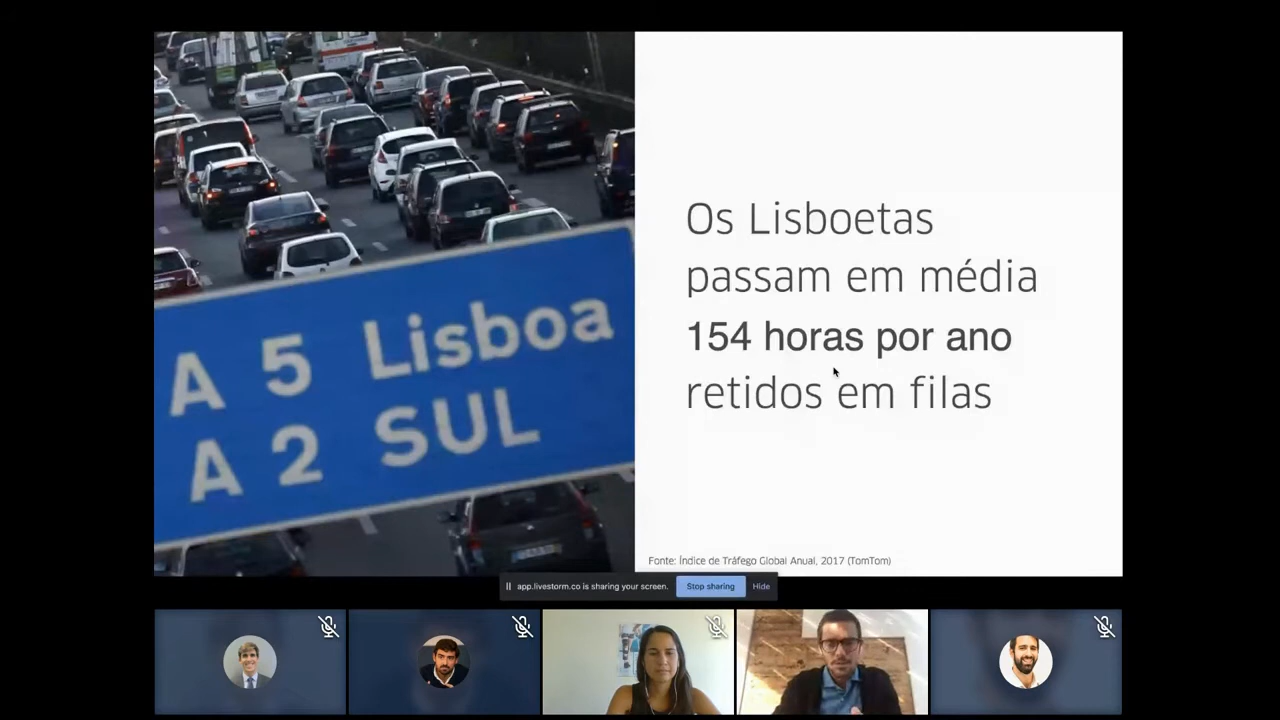 A 5 Lisboa
A 2 SUL
Os Lisboetas
passam em média
154 horas por ano
retidos em filas
Fonte: Índice de Tráfego Global Anual, 2017 (TomTom)
app.livestorm.co is sharing your screen.
Stop sharing
Hide